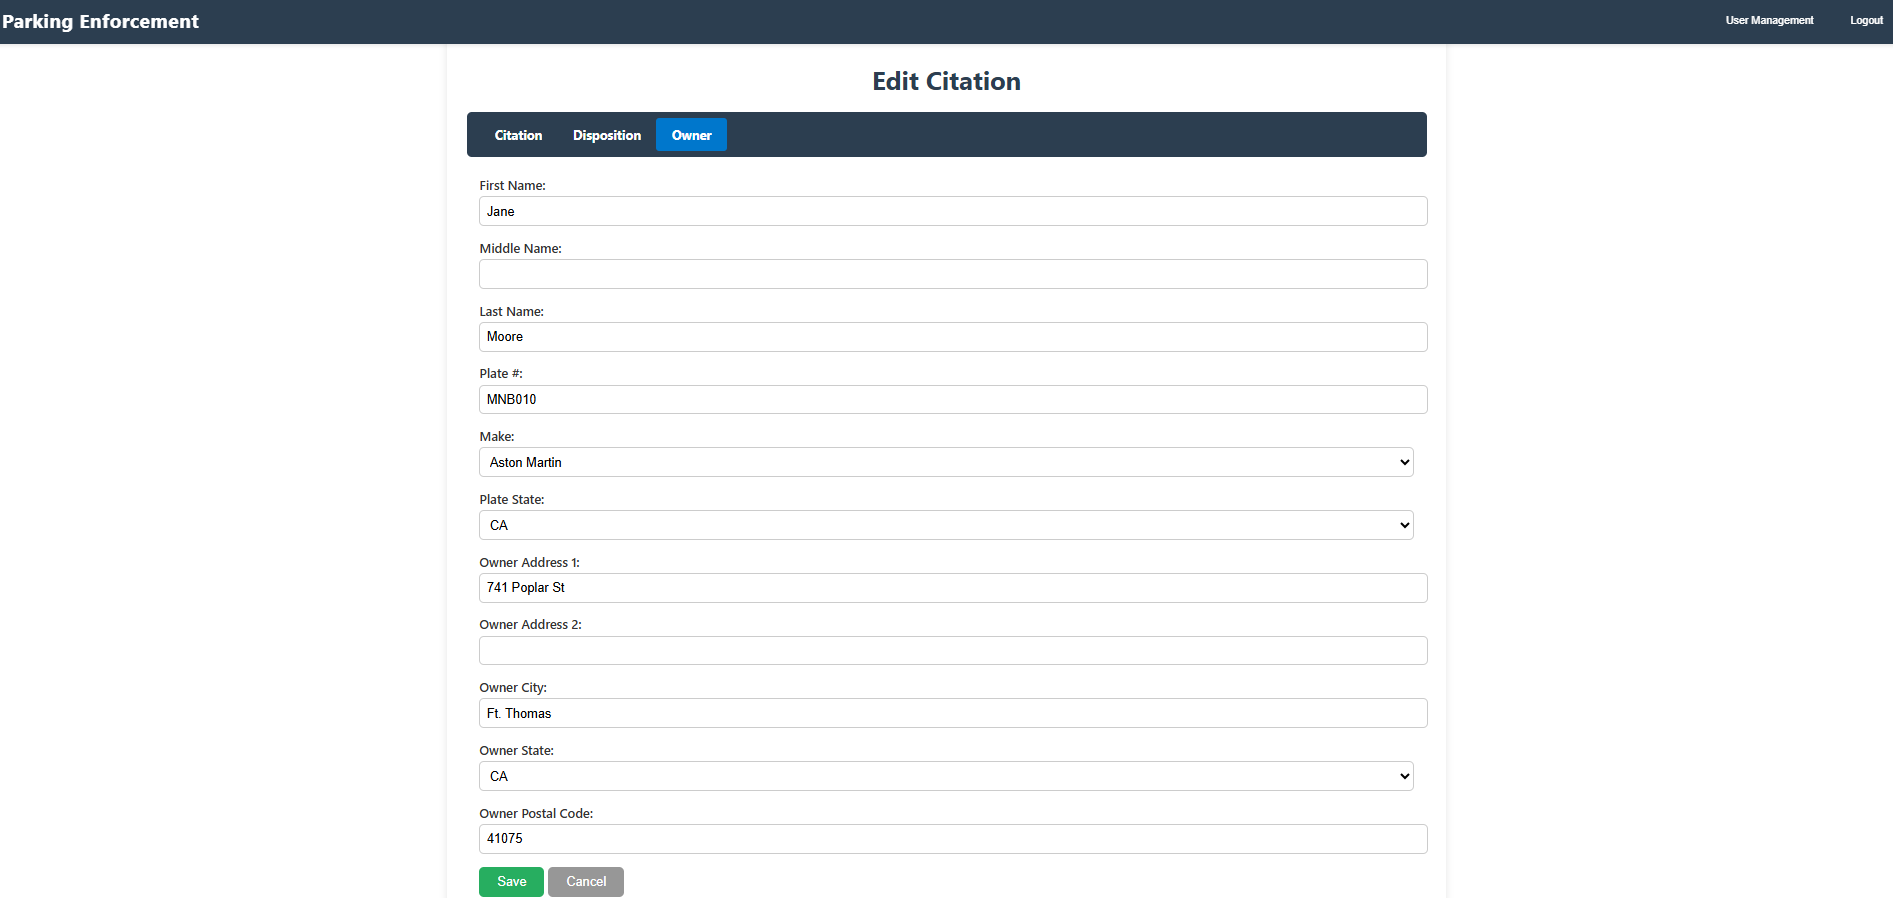 Parking Enforcement
User Management
Logout
Edit Citation
Citation
Disposition
Owner
First Name:
Jane
Middle Name:
Last Name:
Moore
Plate #:
MNB010
Make:
Aston Martin
Plate State:
CA
Owner Address 1:
741 Poplar St
Owner Address 2:
Owner City:
Ft. Thomas
Owner State:
CA
Owner Postal Code:
41075
Save
Cancel